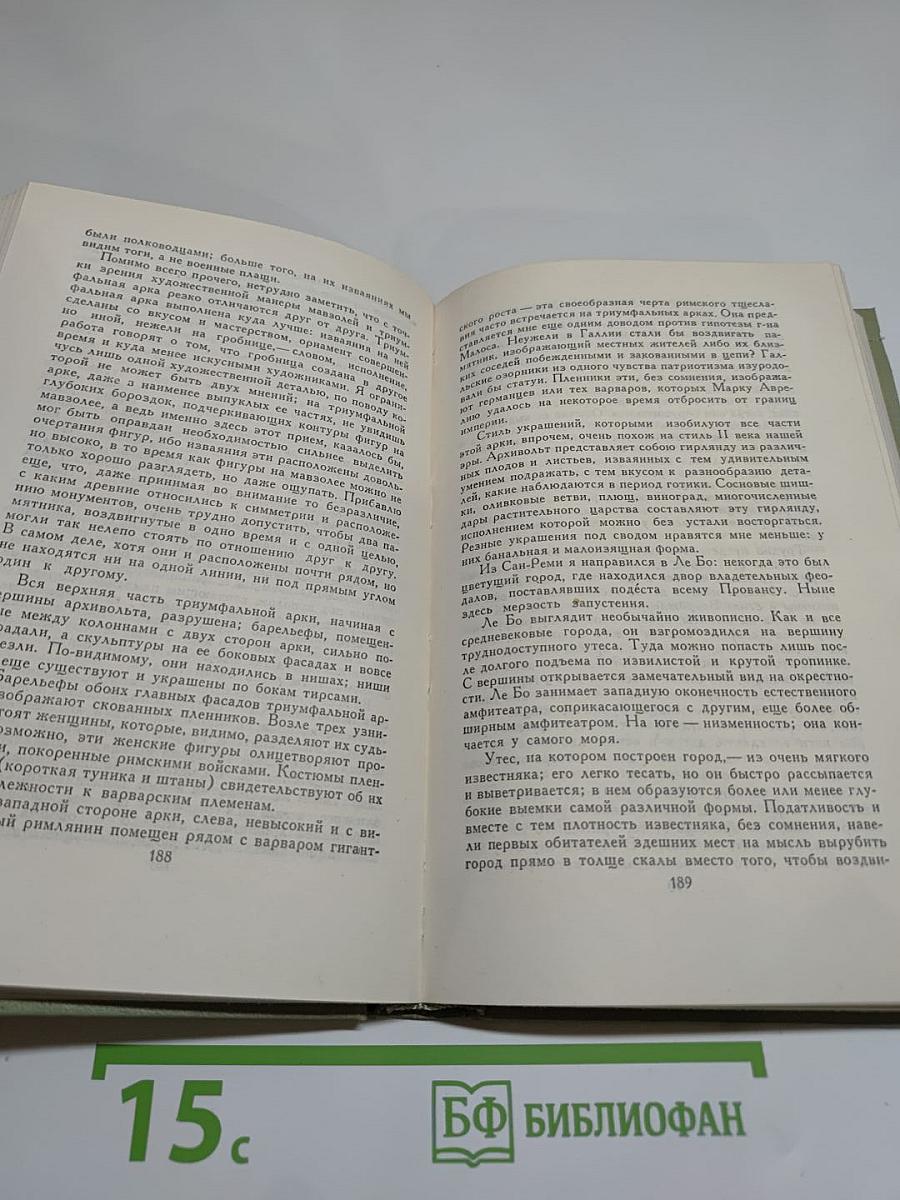 были полководцами; больше того, на их изваяниях мы
видим тоги, а не военные плащи.
Помимо всего прочего, нетрудно заметить, что с точ-
ки зрения художественной манеры мавзолей и триум-
фальная арка резко отличаются друг от друга. Триум-
фальная арка выполнена куда лучше: изваяния на ней
сделаны со вкусом и мастерством, орнамент совершен-
но иной, нежели на гробнице,— словом, исполнение,
работа говорят о том, что гробница создана в другое
время и куда менее искусными художниками. Я ограни-
чусь лишь одной художественной деталью, по поводу ко-
торой не может быть двух мнений; на триумфальной
арке, даже в наименее выпуклых ее частях, не увидишь
глубоких бороздок, подчеркивающих контуры фигур на
мавзолее, а ведь именно здесь этот прием, казалось бы,
мог быть оправдан необходимостью сильнее выделить
очертания фигур, ибо изваяния эти расположены доволь-
но высоко, в то время как фигуры на мавзолее можно не
только хорошо разглядеть, но даже ощупать. Прибавлю
еще, что, даже принимая во внимание то безразличие,
с каким древние относились к симметрии и расположе-
нию монументов, очень трудно допустить, чтобы два па-
мятника, воздвигнутые в одно время и с одной целью,
могли так нелепо стоять по отношению друг к другу.
В самом деле, хотя они и расположены почти рядом, но
не находятся ни на одной линии, ни под прямым углом
один к другому.
Вся верхняя часть триумфальной арки, начиная с
ершины архивольта, разрушена; барельефы, помещен-
ые между колоннами с двух сторон арки, сильно по-
радали, а скульптуры на ее боковых фасадах и вовсе
езли. По-видимому, они находились в нишах; ниши
еще существуют и украшены по бокам тирсами.
барельефы обоих главных фасадов триумфальной ар-
изображают скованных пленников. Возле трех узни-
тоят женщины, которые, видимо, разделяют их судь-
возможно, эти женские фигуры олицетворяют про-
и, покоренные римскими войсками. Костюмы плен-
(короткая туника и штаны) свидетельствуют об их
лежности к варварским племенам.
западной стороне арки, слева, невысокий и с ви-
ый римлянин помещен рядом с варваром гигант-
188
ского роста — эта своеобразная черта римского тщесла-
вия часто встречается на триумфальных арках. Она пред-
ставляется мне еще одним доводом против гипотезы г-на
Малоса. Неужели в Галлии стали бы воздвигать па-
мятник, изображающий местных жителей либо их близ-
ких соседей побежденными и закованными в цепи? Гал-
льские озорники из одного чувства патриотизма изуродо-
вали бы статуи. Пленники эти, без сомнения, изобража-
ют германцев или тех варваров, которых Марку Авре-
лию удалось на некоторое время отбросить от границ
империи.
Стиль украшений, которыми изобилуют все части
этой арки, впрочем, очень похож на стиль II века нашей
эры. Архивольт представляет собою гирлянду из различ-
ных плодов и листьев, изваянных с тем удивительным
умением подражать, с тем вкусом к разнообразию дета-
лей, какие наблюдаются в период готики. Сосновые шиш-
ки, оливковые ветви, плющ, виноград, многочисленные
дары растительного царства составляют эту гирлянду,
исполнением которой можно без устали восторгаться.
Резные украшения под сводом нравятся мне меньше: у
них банальная и малоизящная форма.
Из Сан-Реми я направился в Ле Бо: некогда это был
цветущий город, где находился двор владетельных фео-
далов, поставлявших подеста всему Провансу. Ныне
здесь мерзость запустения.
Ле Бо выглядит необычайно живописно. Как и все
средневековые города, он взгромоздился на вершину
труднодоступного утеса. Туда можно попасть лишь пос-
ле долгого подъема по извилистой и крутой тропинке.
С вершины открывается замечательный вид на окрестно-
сти. Ле Бо занимает западную оконечность естественного
амфитеатра, соприкасающегося с другим, еще более об-
ширным амфитеатром. На юге — низменность; она кон-
чается у самого моря.
Утес, на котором построен город,— из очень мягкого
известняка; его легко тесать, но он быстро рассыпается
и выветривается; в нем образуются более или менее глу-
бокие выемки самой различной формы. Податливость и
вместе с тем плотность известняка, без сомнения, навe-
ли первых обитателей здешних мест на мысль вырубить
город прямо в толще скалы вместо того, чтобы воздви-
189
15 с
БФ БИБЛИОФАН